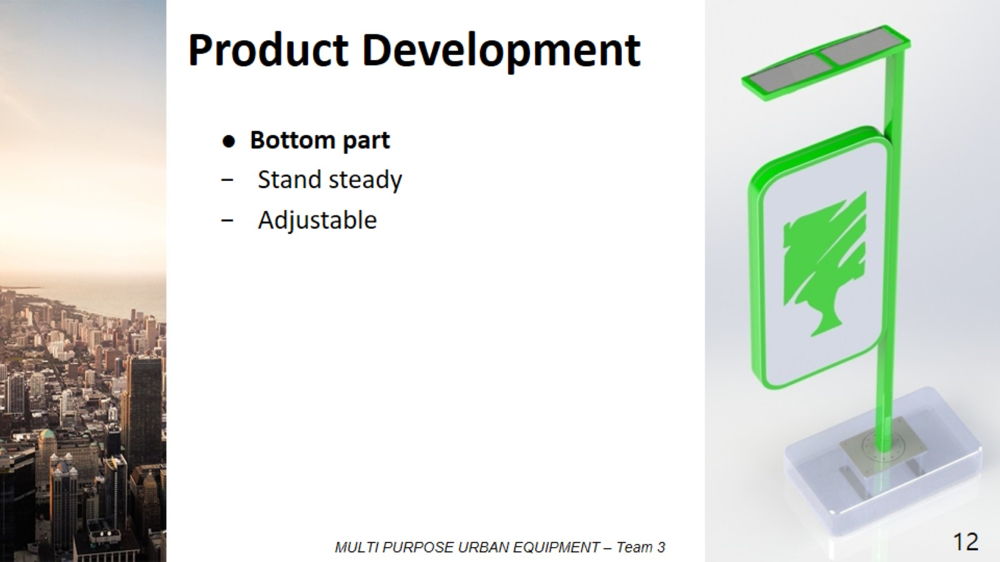 Product Development
● Bottom part
– Stand steady
– Adjustable
MULTI PURPOSE URBAN EQUIPMENT – Team 3
12